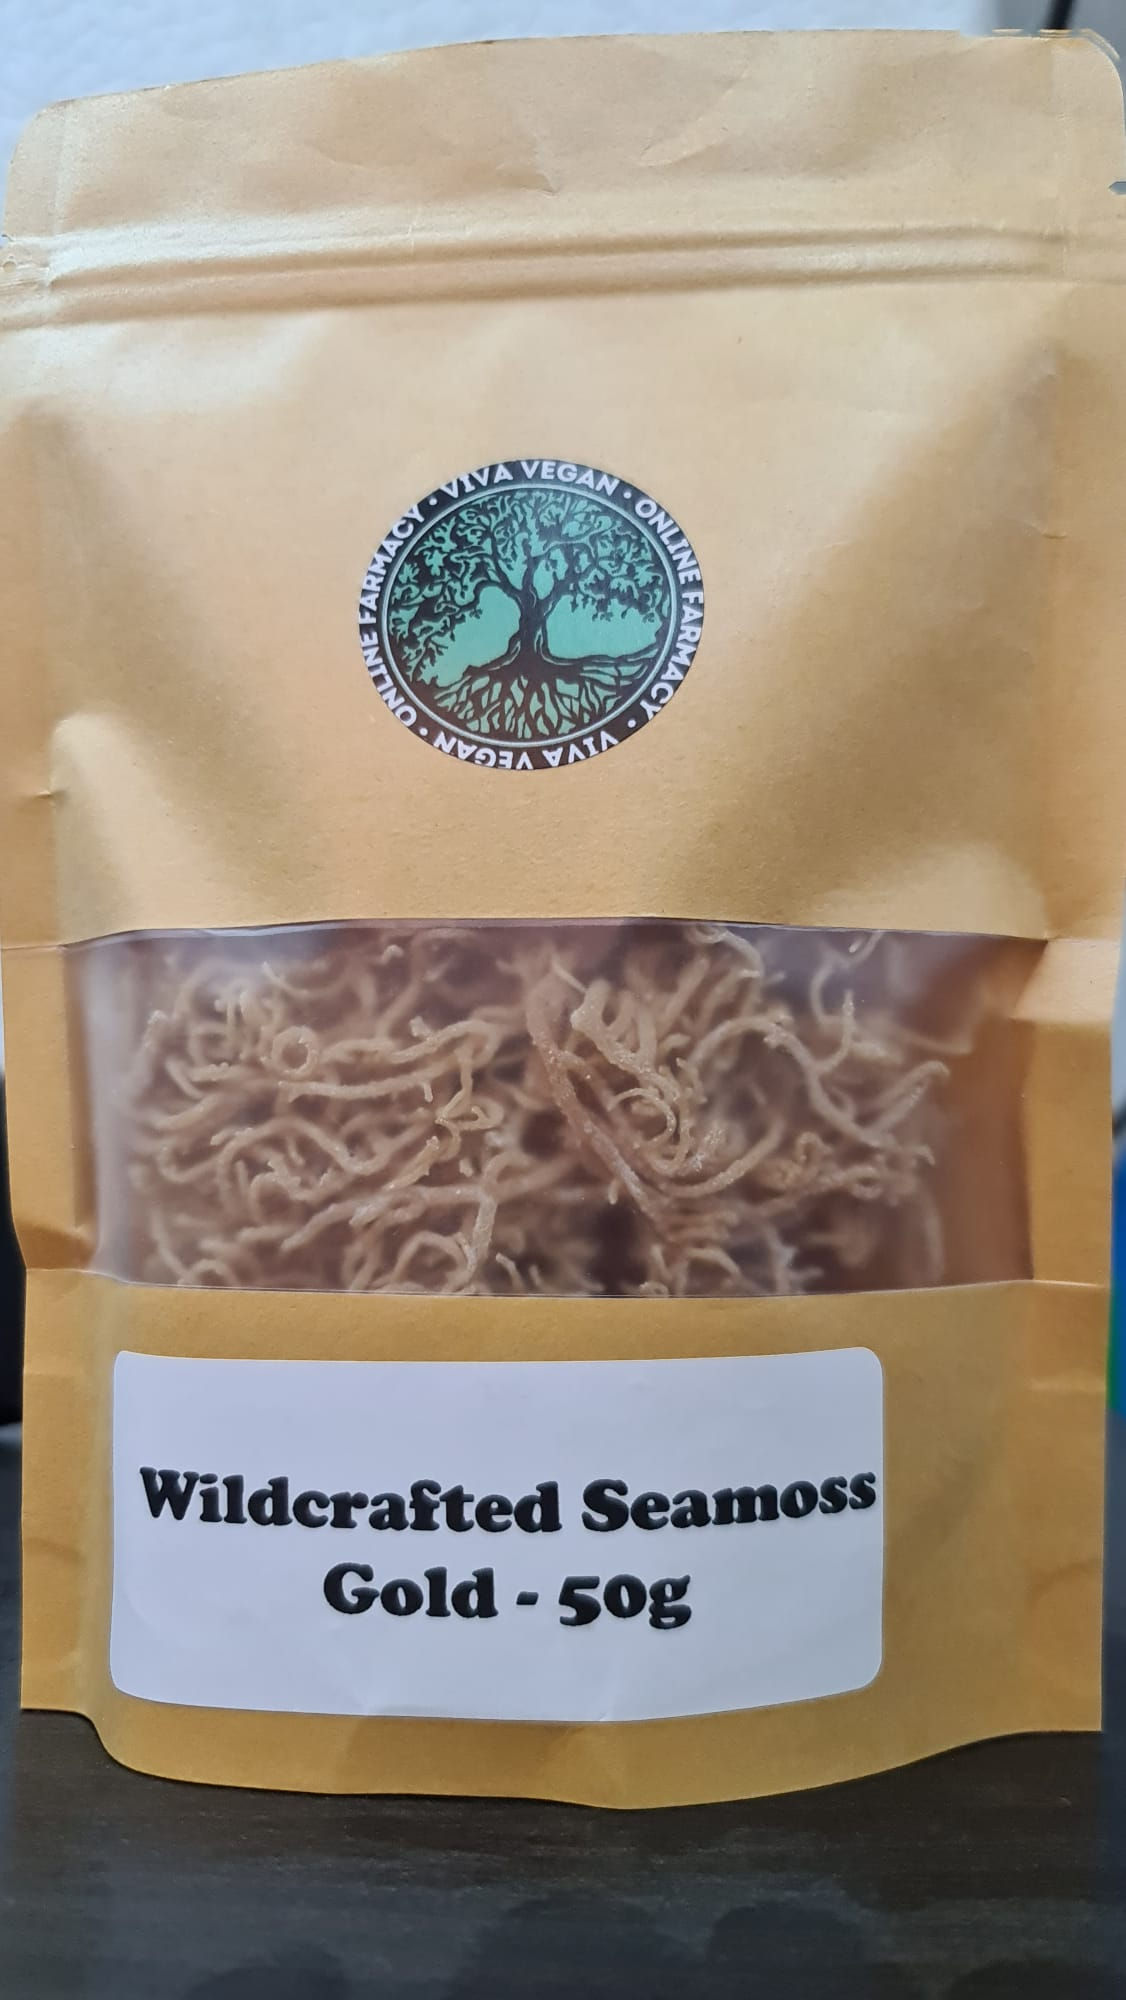 VIVA VEGAN • ONLINE FARMACY • VIVA VEGAN • ONLINE FARMACY •
Wildcrafted Seamoss
Gold - 50g